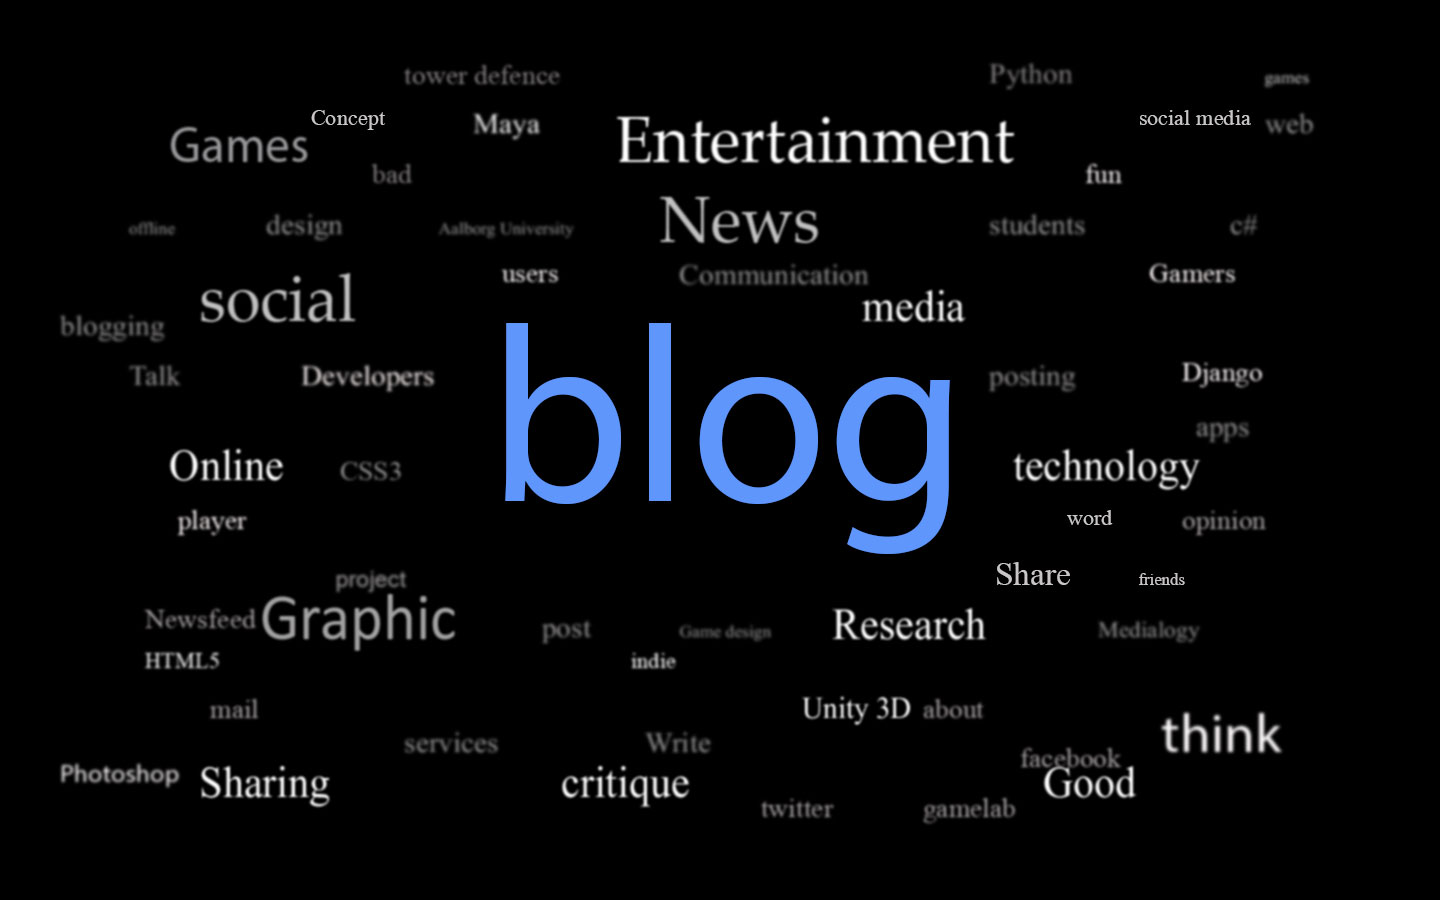 tower defence
Python
games
Concept
Maya
Entertainment
social media
web
Games
bad
fun
offline
design
Aalborg University
News
students
c#
users
Communication
Gamers
social
media
blogging
blog
Talk
Developers
posting
Django
apps
Online
CSS3
technology
player
word
opinion
project
Share
friends
Newsfeed
Graphic
post
Game design
Research
Medialogy
HTML5
indie
mail
Unity 3D
about
think
services
Write
facebook
Photoshop
Sharing
critique
Good
twitter
gamelab